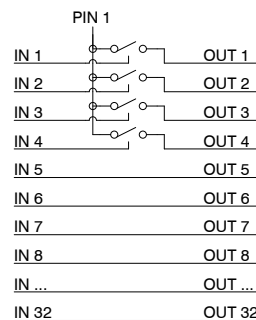 PIN 1
IN 1 OUT 1
IN 2 OUT 2
IN 3 OUT 3
IN 4 OUT 4
IN 5 OUT 5
IN 6 OUT 6
IN 7 OUT 7
IN 8 OUT 8
IN ... OUT ...
IN 32 OUT 32